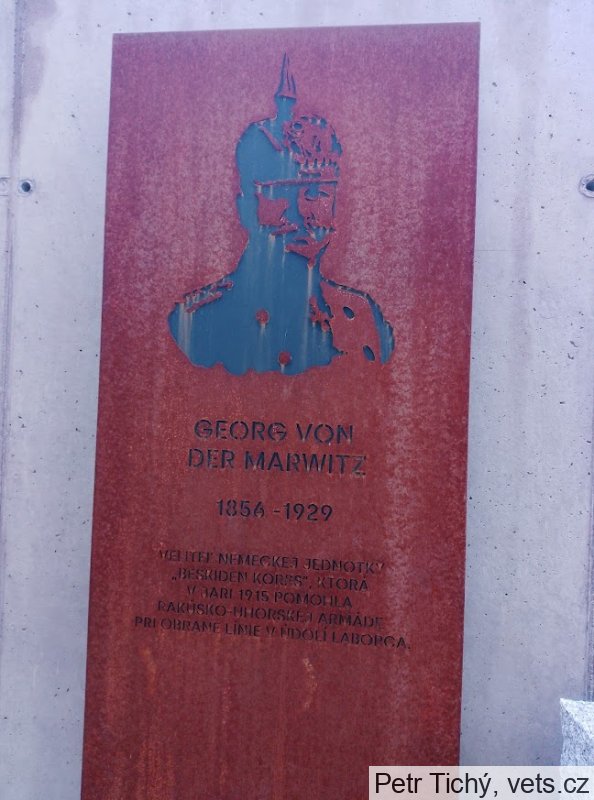 GEORG VON
DER MARWITZ
1856 - 1929
VELITEĽ NEMECKEJ JEDNOTKY
„BESKIDEN KORPS“, KTORÁ
V JARI 1915 POMOHLA
RAKÚSKO-UHORSKEJ ARMÁDE
PRI OBRANE LÍNIE V ÚDOLÍ LABORCA.
Petr Tichý, vets.cz